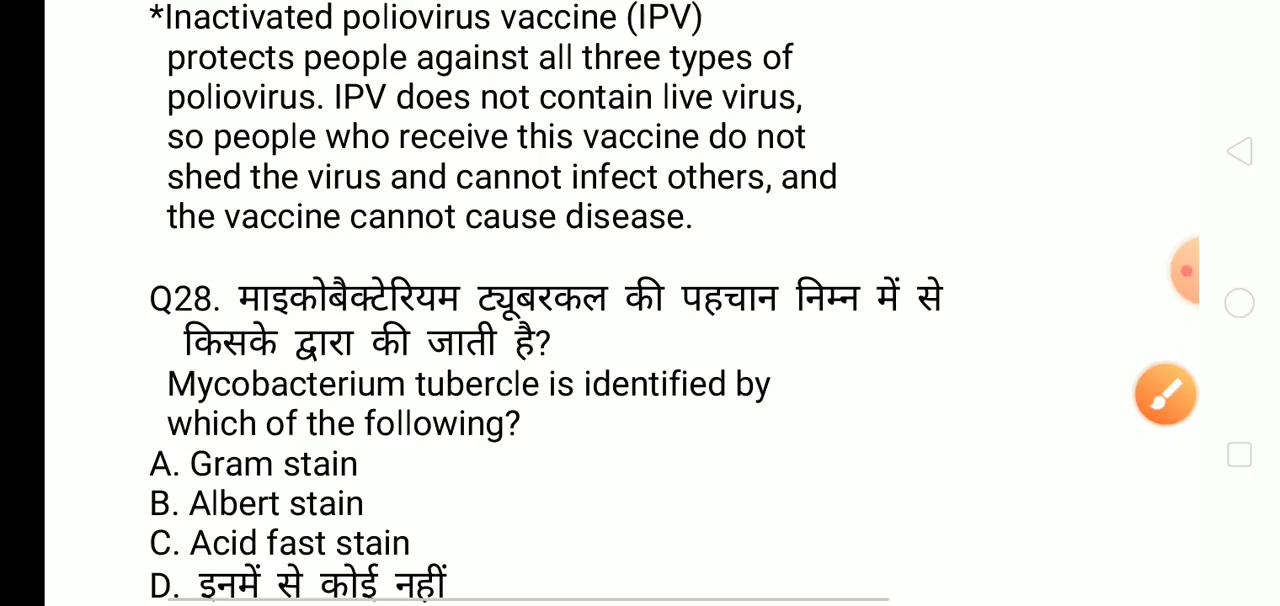 *Inactivated poliovirus vaccine (IPV)
protects people against all three types of
poliovirus. IPV does not contain live virus,
so people who receive this vaccine do not
shed the virus and cannot infect others, and
the vaccine cannot cause disease.
Q28. माइकोबैक्टेरियम ट्यूबरकल की पहचान निम्न में से
किसके द्वारा की जाती है?
Mycobacterium tubercle is identified by
which of the following?
A. Gram stain
B. Albert stain
C. Acid fast stain
D. इनमें से कोई नहीं